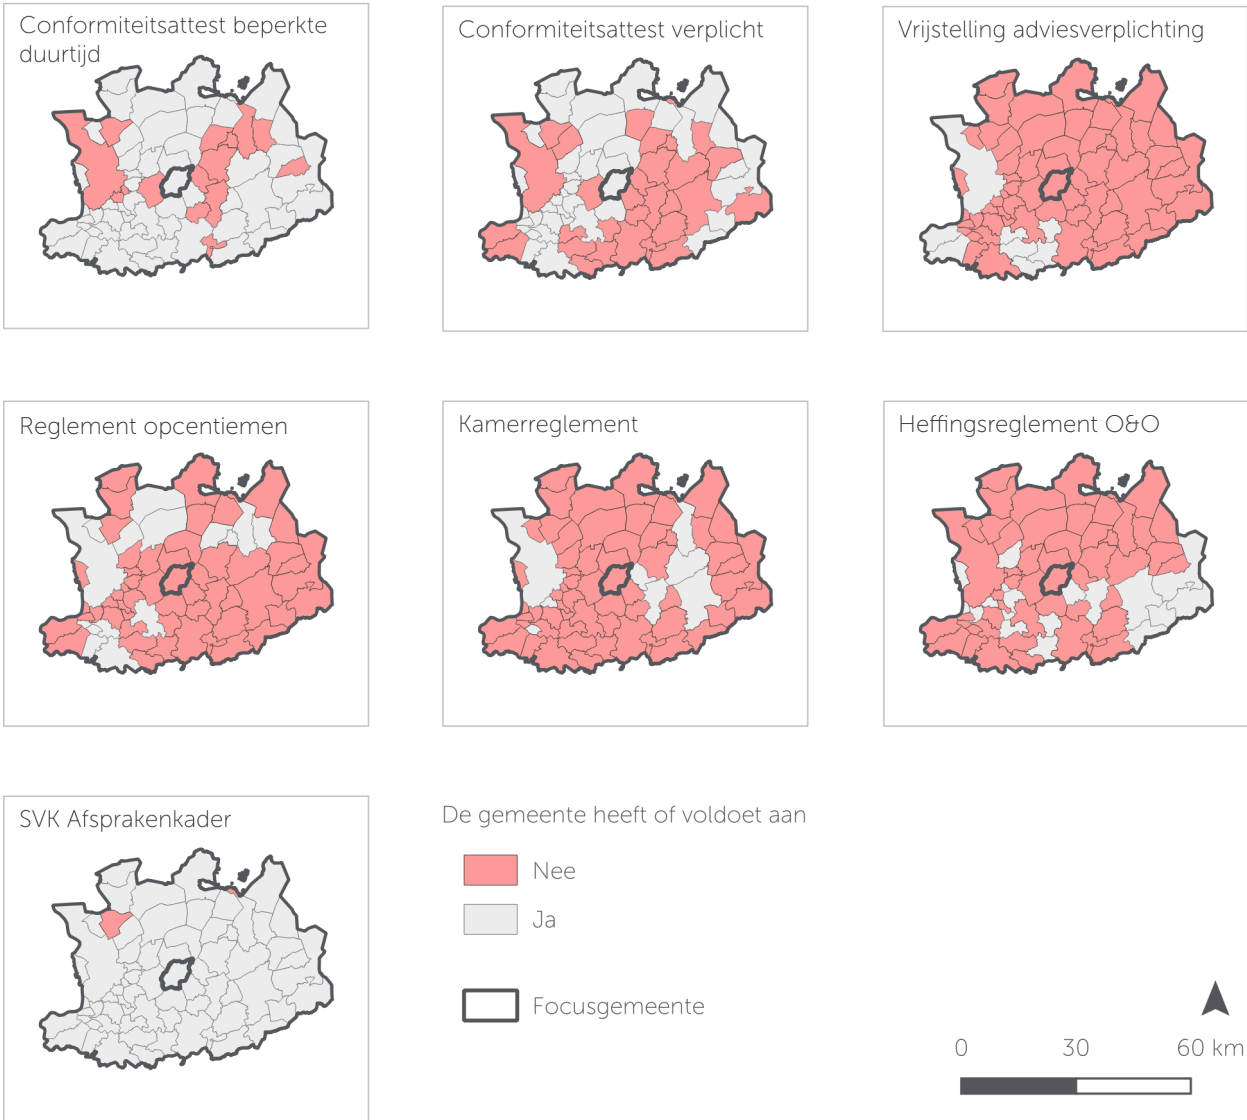 Conformiteitsattest beperkte
duurtijd
Conformiteitsattest verplicht
Vrijstelling adviesverplichting
Reglement opcentiemen
Kamerreglement
Heffingsreglement O&O
SVK Afsprakenkader
De gemeente heeft of voldoet aan
Nee
Ja
Focusgemeente
0 30 60 km